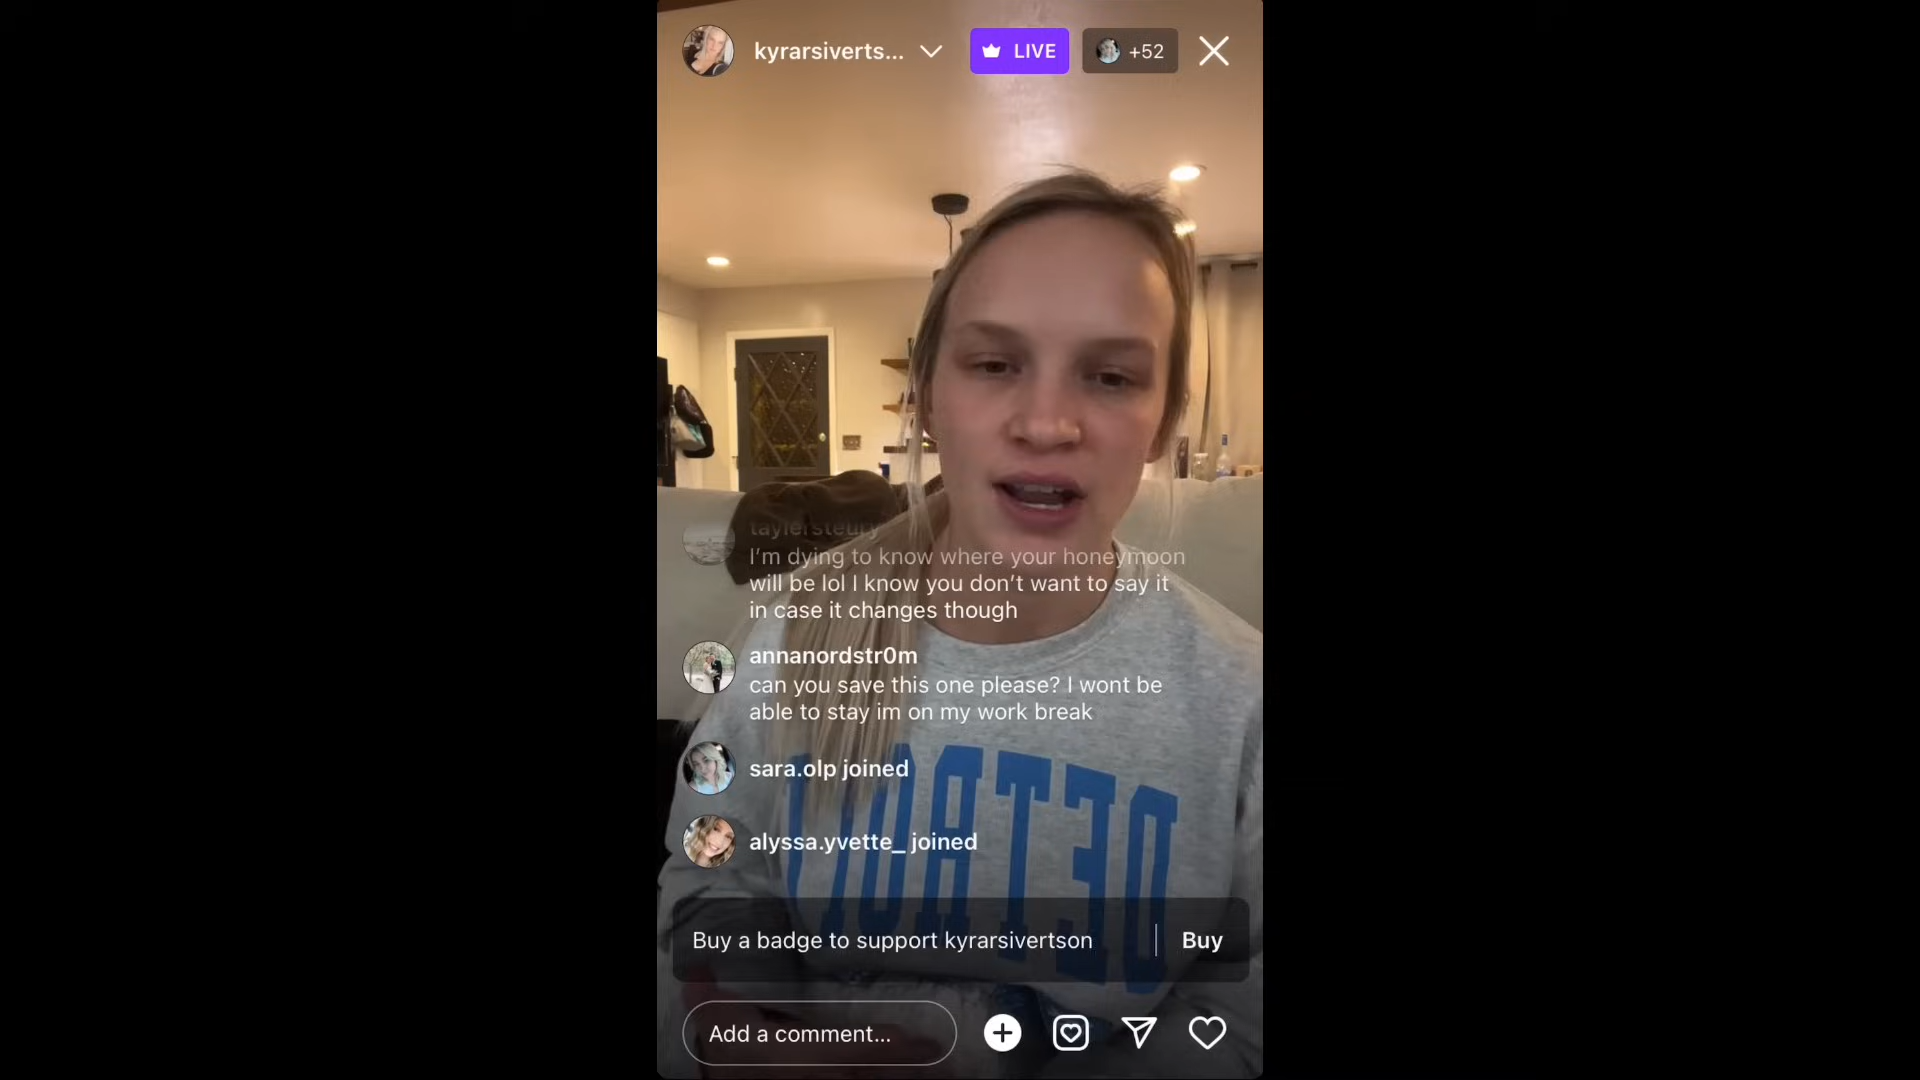 kyrarsiverts...
LIVE
+52
taylersteury
I'm dying to know where your honeymoon
will be lol I know you don't want to say it
in case it changes though
annanordstr0m
can you save this one please? I wont be
able to stay im on my work break
sara.olp joined
alyssa.yvette_ joined
DETROIT
Buy a badge to support kyrarsivertson
Buy
Add a comment...